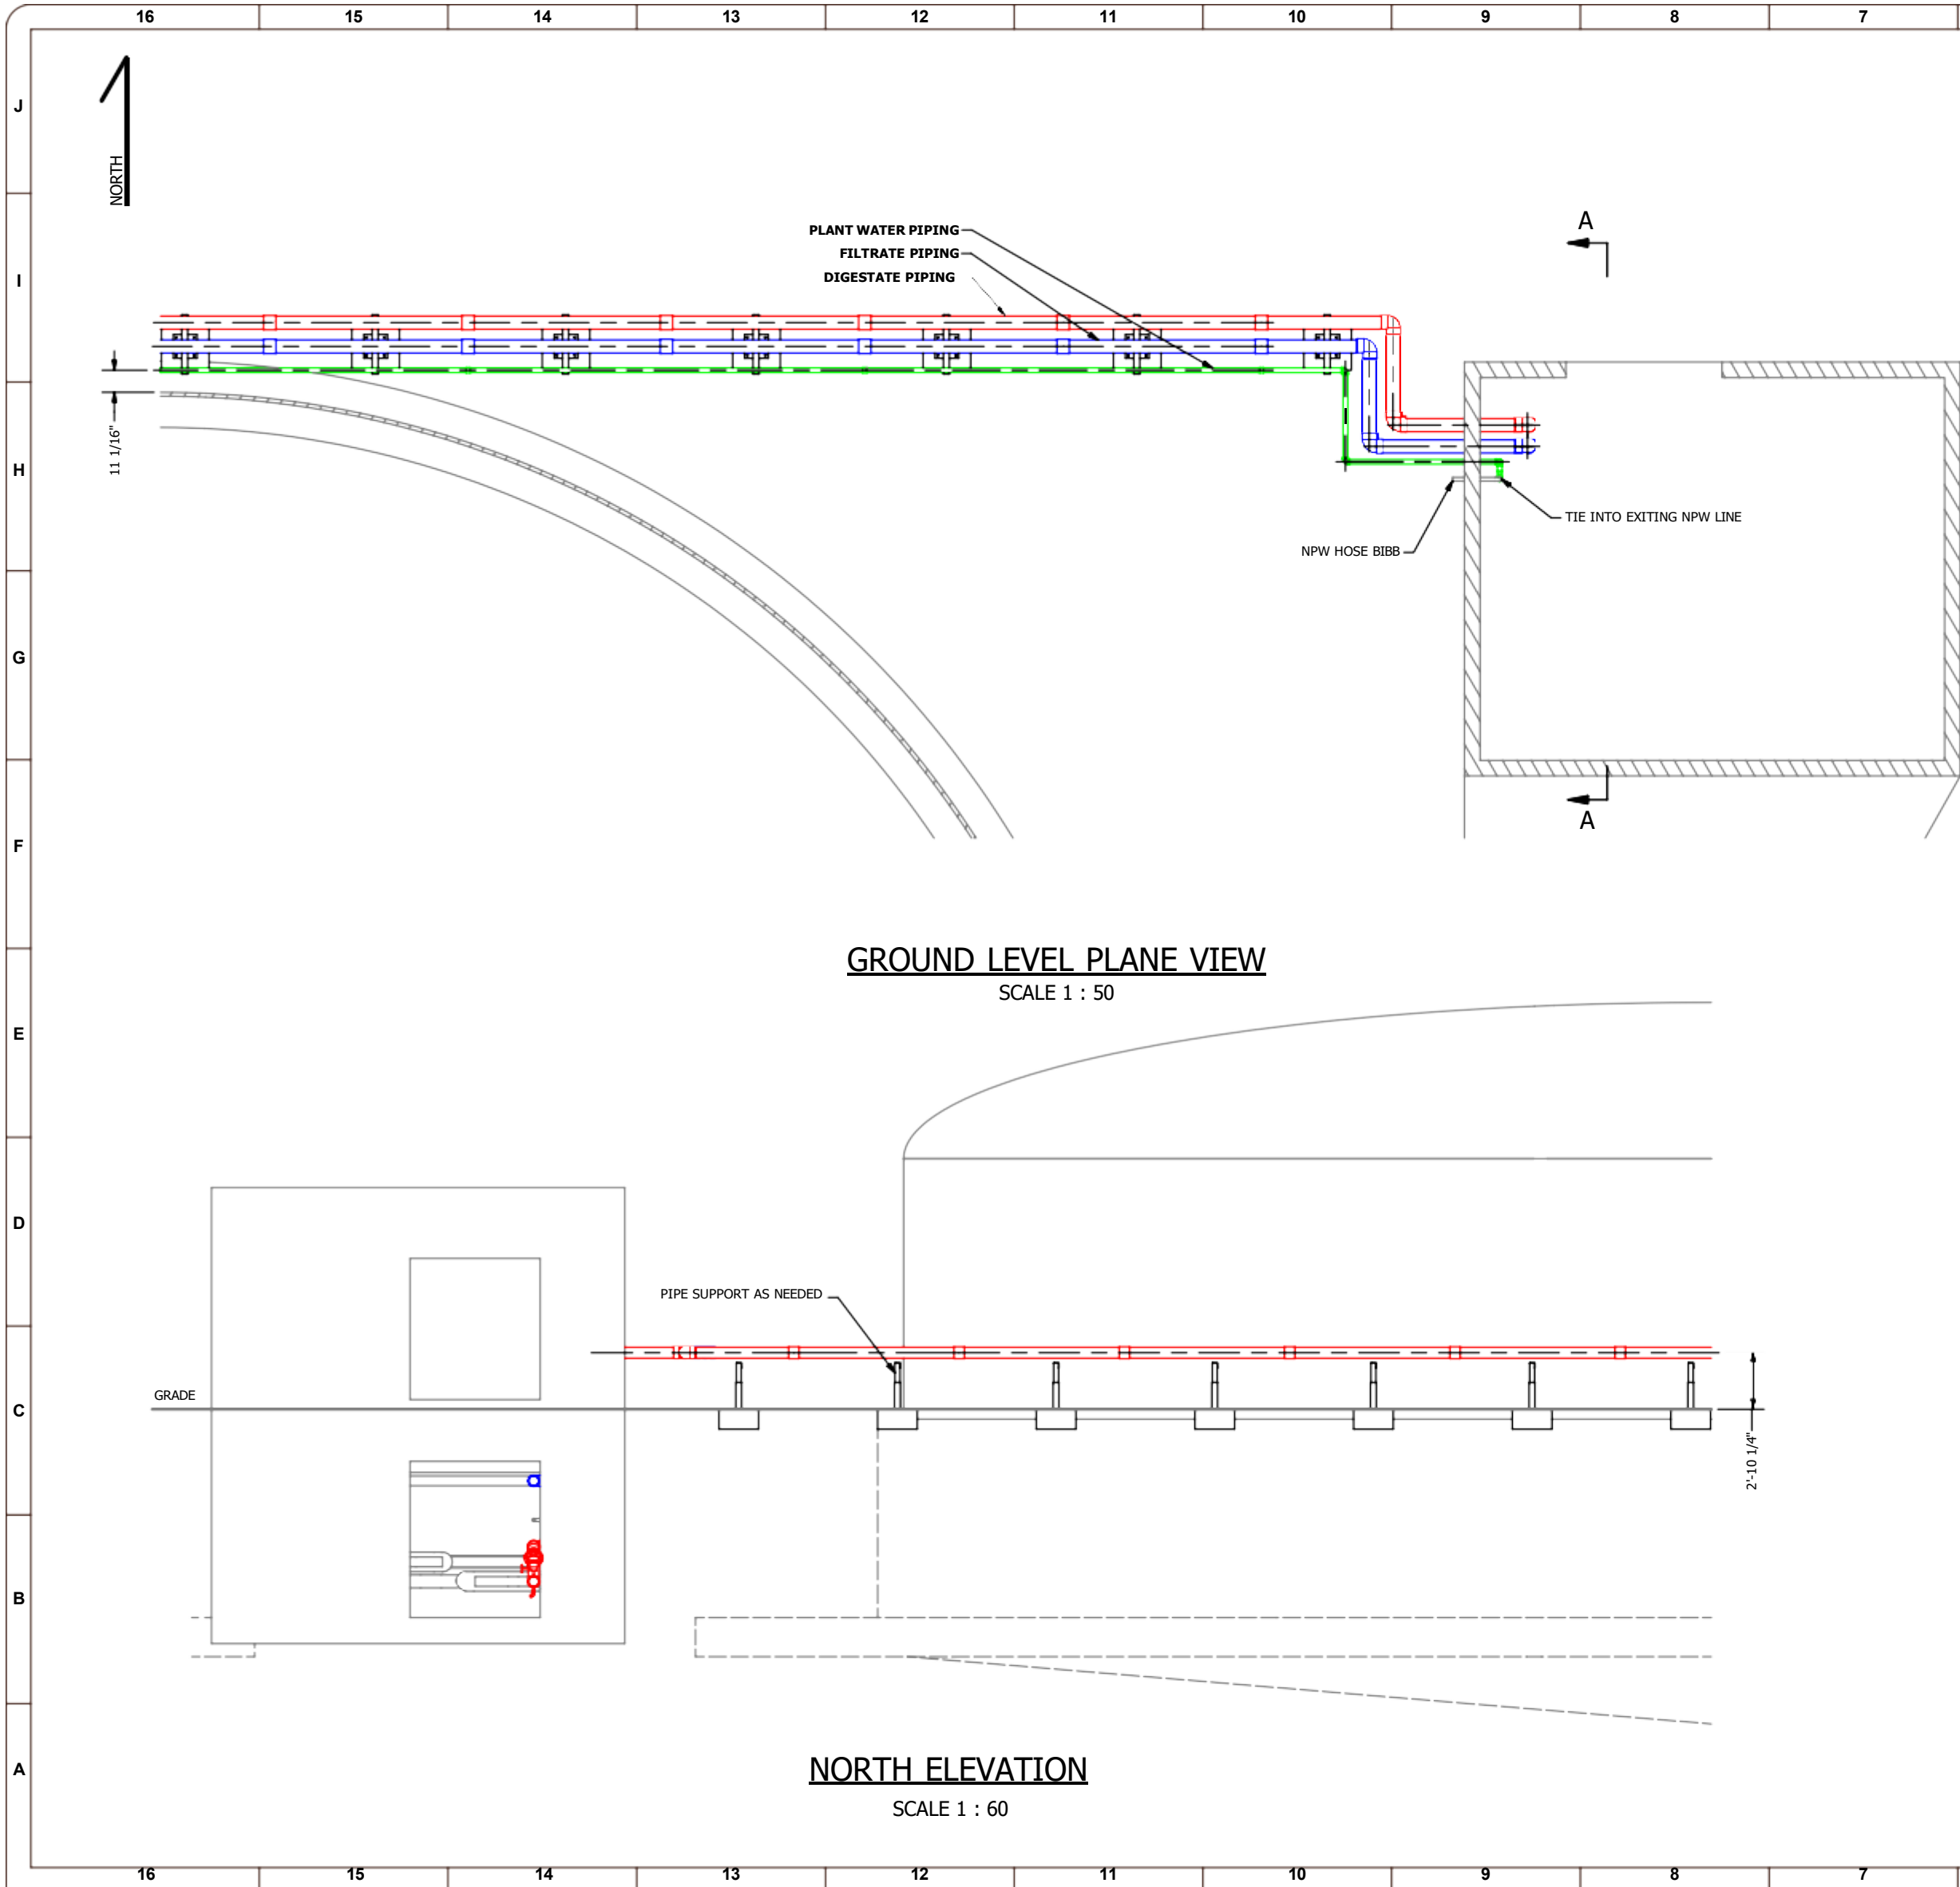 16 15 14 13 12 11 10 9 8 7
J
NORTH
A
PLANT WATER PIPING
FILTRATE PIPING
DIGESTATE PIPING
I
11 1/16"
H
TIE INTO EXITING NPW LINE
NPW HOSE BIBB
G
A
F
GROUND LEVEL PLANE VIEW
SCALE 1 : 50
E
D
PIPE SUPPORT AS NEEDED
GRADE
C
2'-10 1/4"
B
NORTH ELEVATION
A
SCALE 1 : 60
16 15 14 13 12 11 10 9 8 7